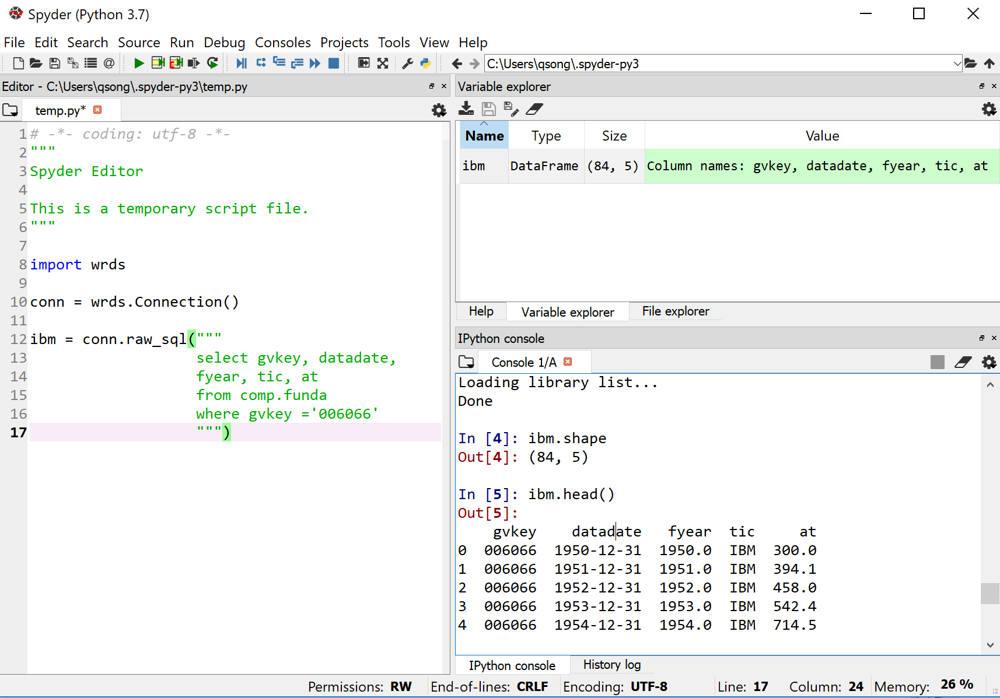 Spyder (Python 3.7)
File Edit Search Source Run Debug Consoles Projects Tools View Help
C:\Users\qsong\.spyder-py3
Editor - C:\Users\qsong\.spyder-py3\temp.py
temp.py*
1 # -*- coding: utf-8 -*-
2 """
3 Spyder Editor
4
5 This is a temporary script file.
6 """
7
8 import wrds
9
10 conn = wrds.Connection()
11
12 ibm = conn.raw_sql("""
13 select gvkey, datadate,
14 fyear, tic, at
15 from comp.funda
16 where gvkey ='006066'
17 """)
Variable explorer
Name Type Size Value
ibm DataFrame (84, 5) Column names: gvkey, datadate, fyear, tic, at
Help Variable explorer File explorer
IPython console
Console 1/A
Loading library list...
Done
In [4]: ibm.shape
Out[4]: (84, 5)
In [5]: ibm.head()
Out[5]:
gvkey datadate fyear tic at
0 006066 1950-12-31 1950.0 IBM 300.0
1 006066 1951-12-31 1951.0 IBM 394.1
2 006066 1952-12-31 1952.0 IBM 458.0
3 006066 1953-12-31 1953.0 IBM 542.4
4 006066 1954-12-31 1954.0 IBM 714.5
IPython console History log
Permissions: RW End-of-lines: CRLF Encoding: UTF-8 Line: 17 Column: 24 Memory: 26 %